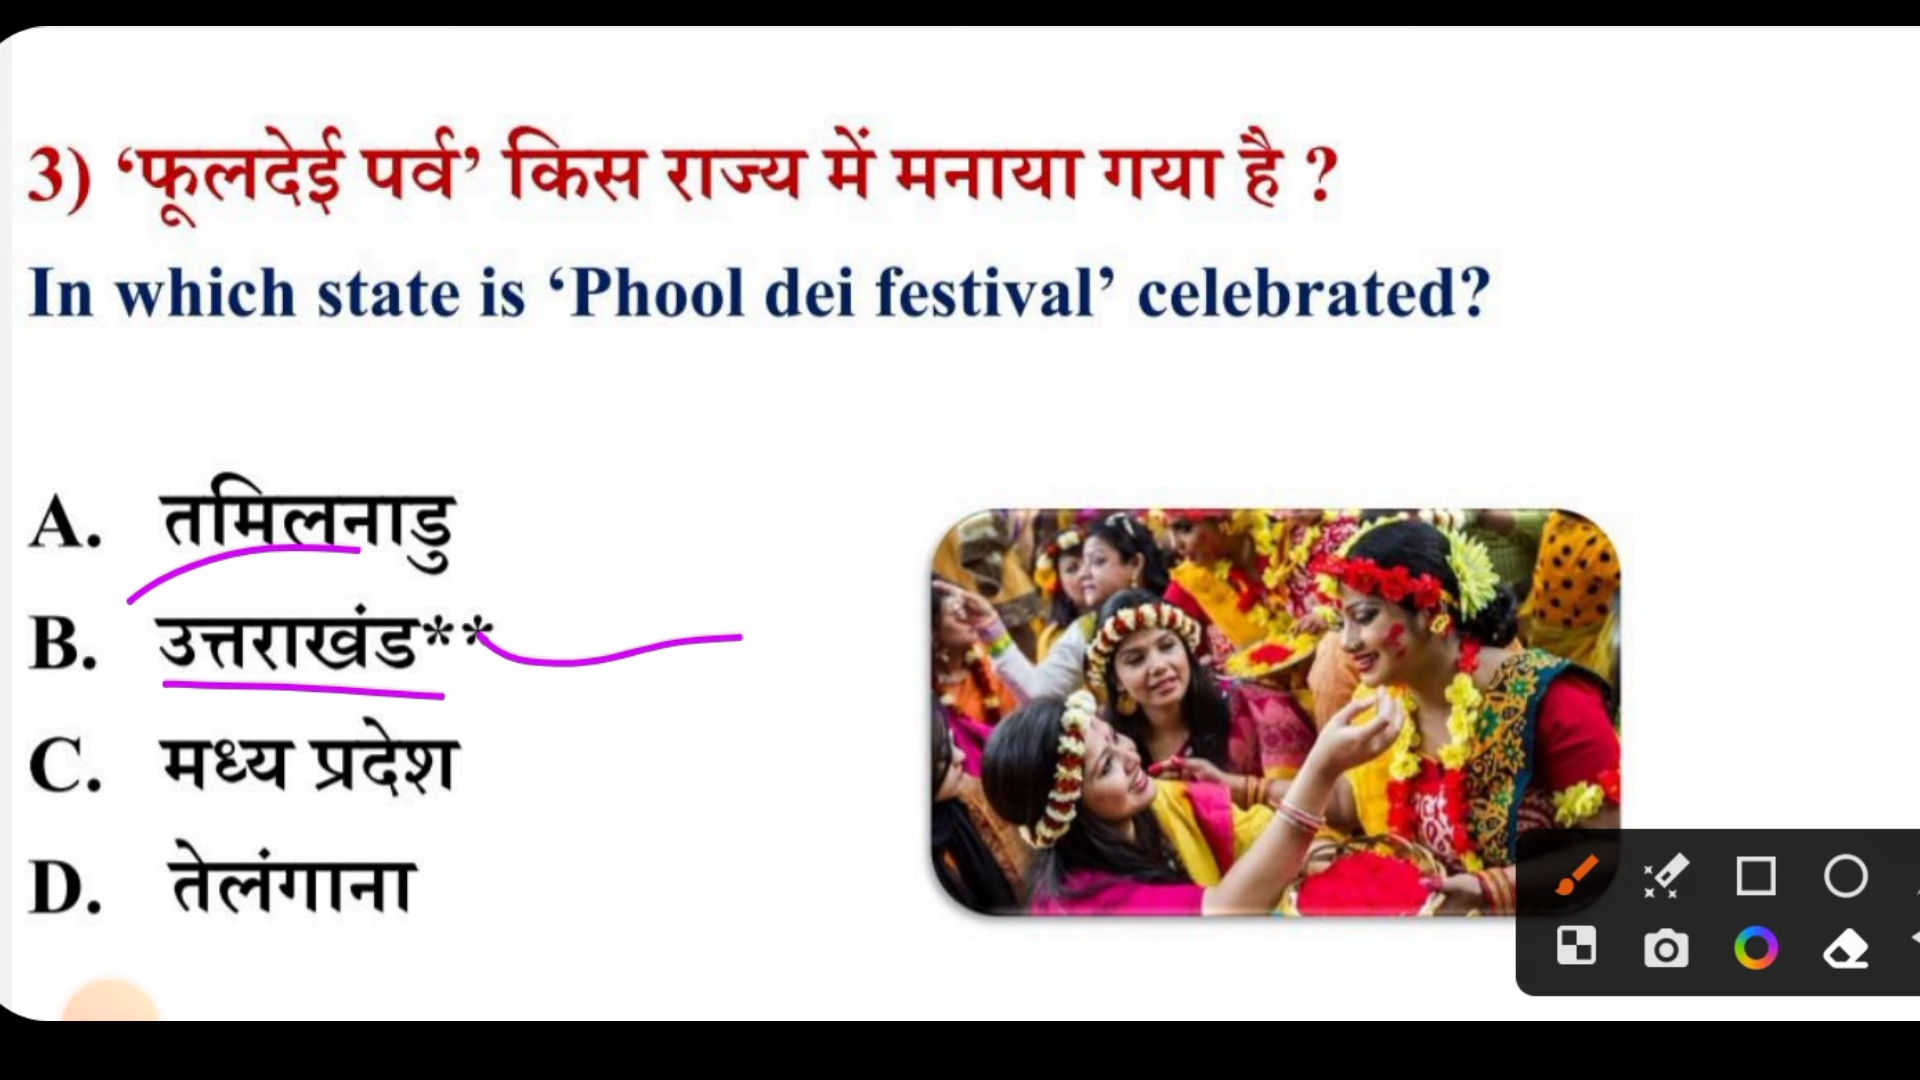 3) ‘फूलदेई पर्व’ किस राज्य में मनाया गया है ?
In which state is ‘Phool dei festival’ celebrated?
A. तमिलनाडु
B. उत्तराखंड**
C. मध्य प्रदेश
D. तेलंगाना